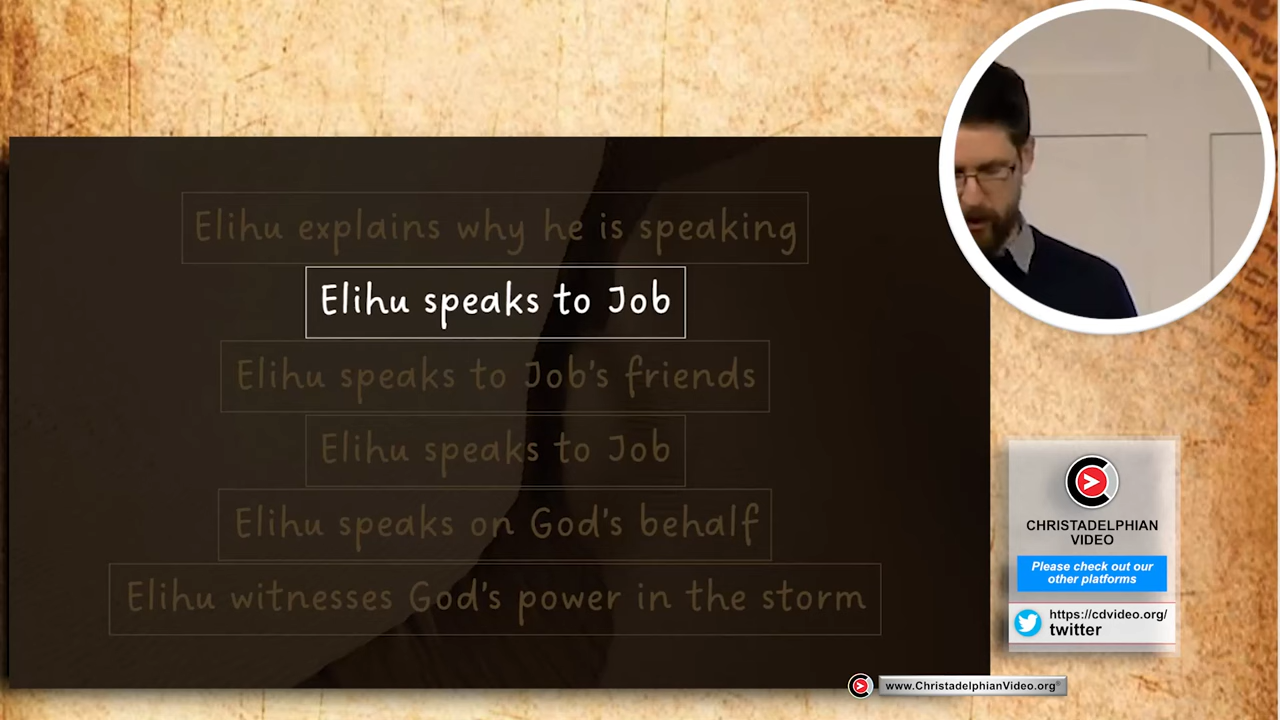 Elihu explains why he is speaking
Elihu speaks to Job
Elihu speaks to Job's friends
Elihu speaks to Job
Elihu speaks on God's behalf
Elihu witnesses God's power in the storm
CHRISTADELPHIAN
VIDEO
Please check out our
other platforms
https://cdvideo.org/
twitter
www.ChristadelphianVideo.org